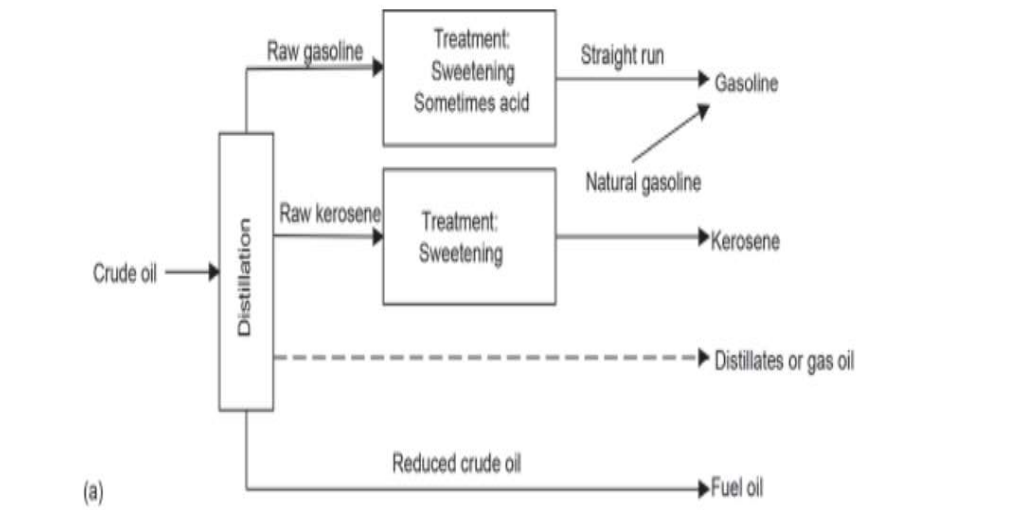 Raw gasoline
Treatment:
Sweetening
Sometimes acid
Straight run
Gasoline
Natural gasoline
Raw kerosene
Treatment:
Sweetening
Kerosene
Crude oil
Distillation
Distillates or gas oil
Reduced crude oil
Fuel oil
(a)